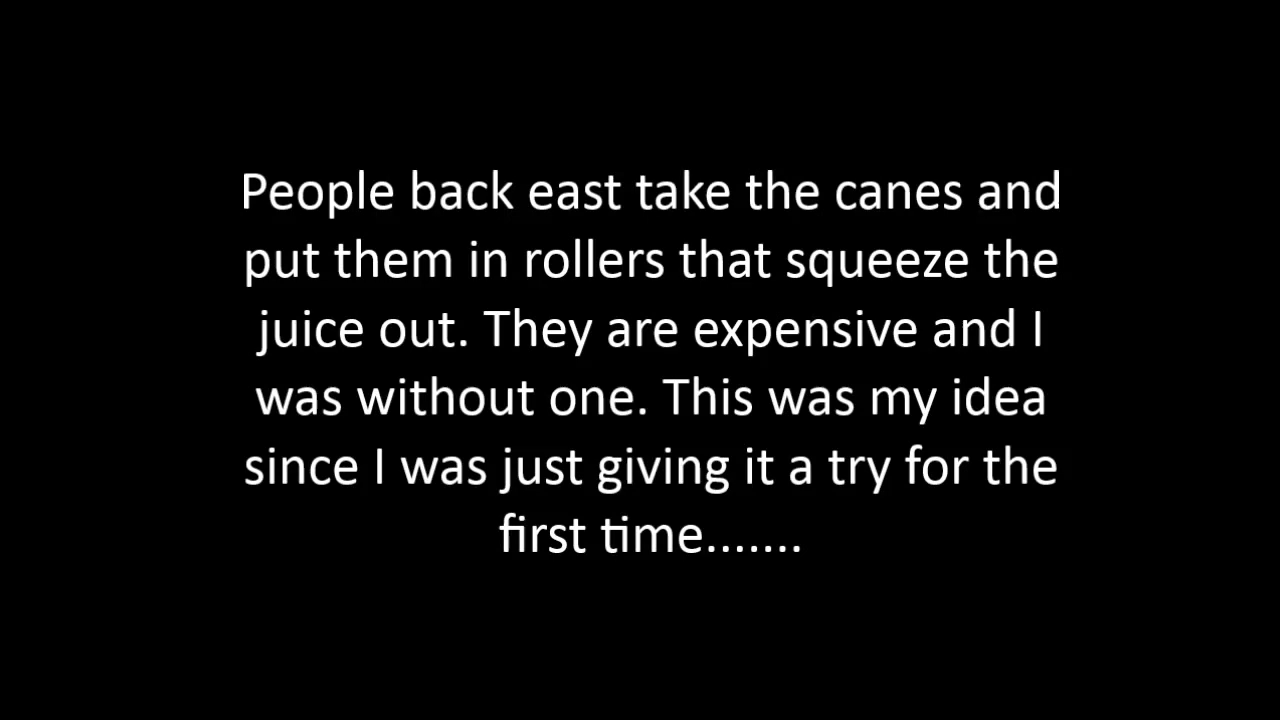 People back east take the canes and
put them in rollers that squeeze the
juice out. They are expensive and I
was without one. This was my idea
since I was just giving it a try for the
first time.......